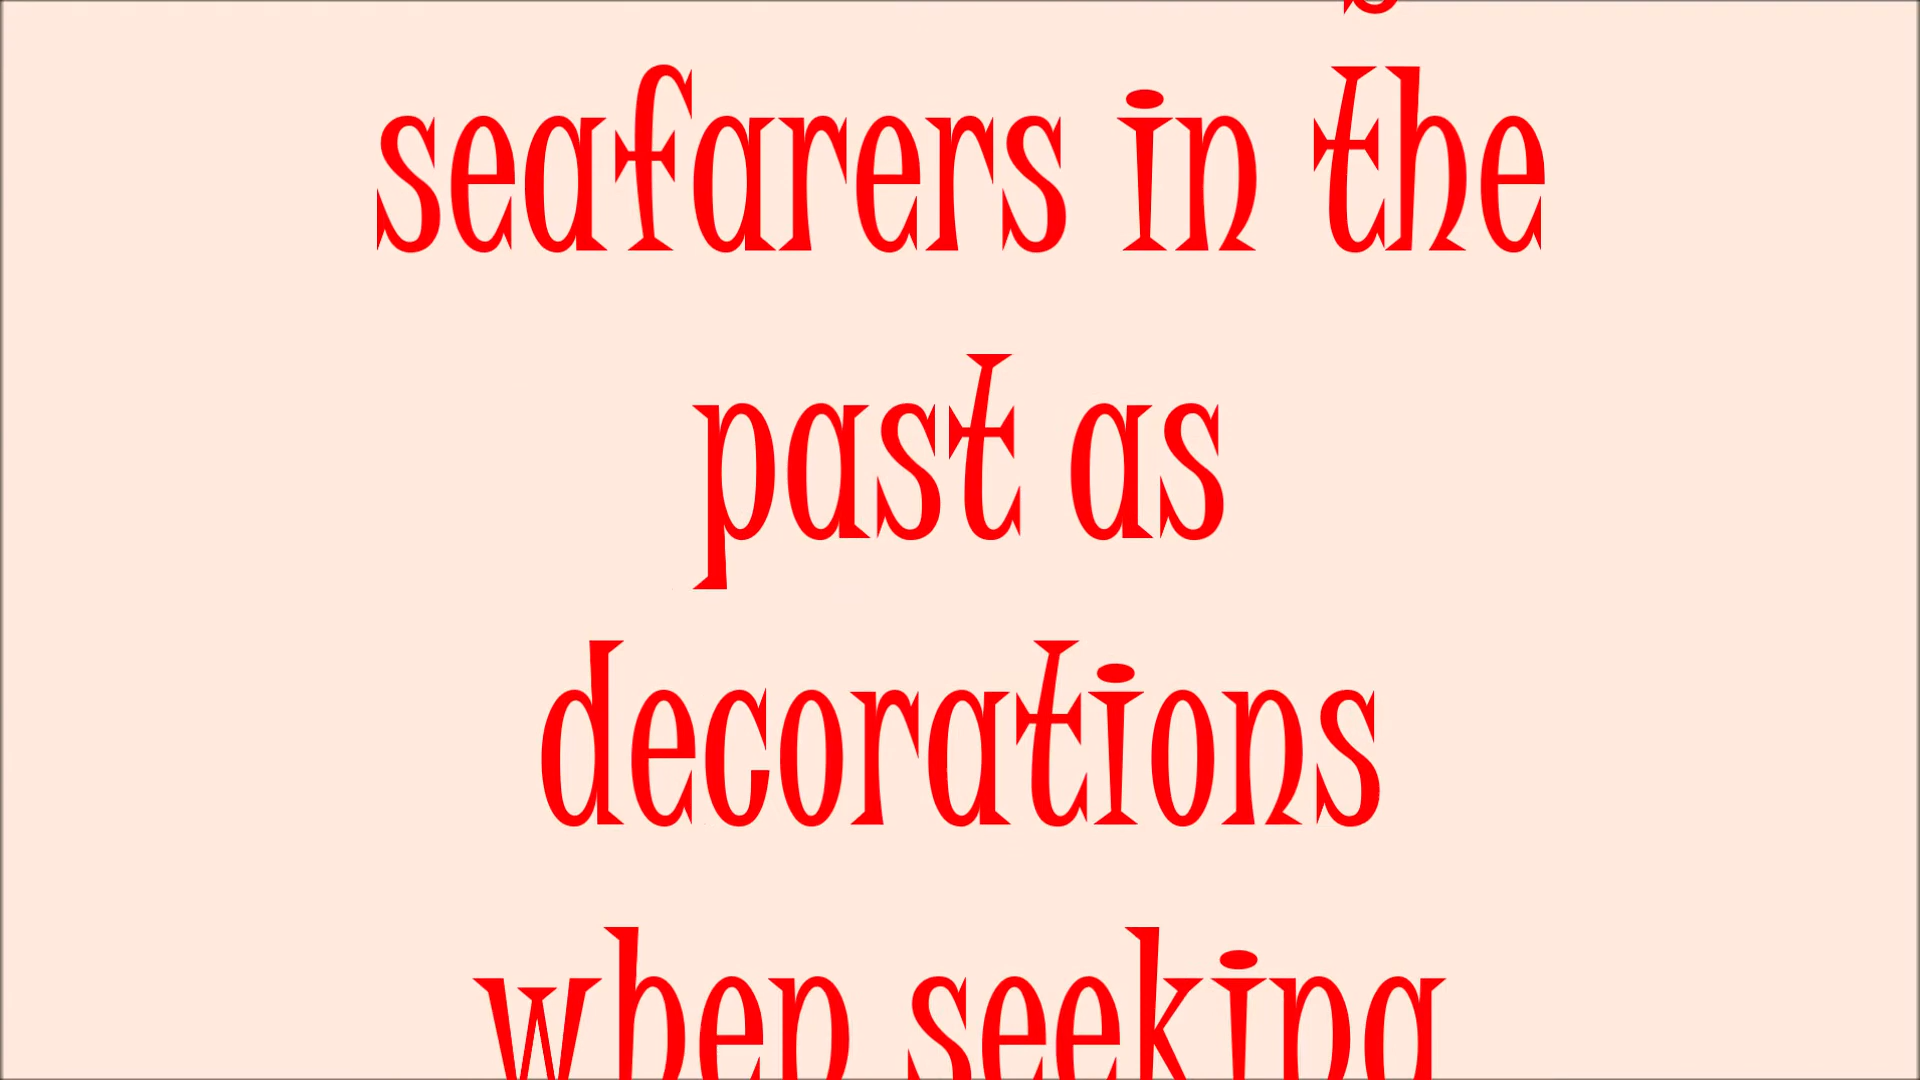 seafarers in the
past as
decorations
when seeking